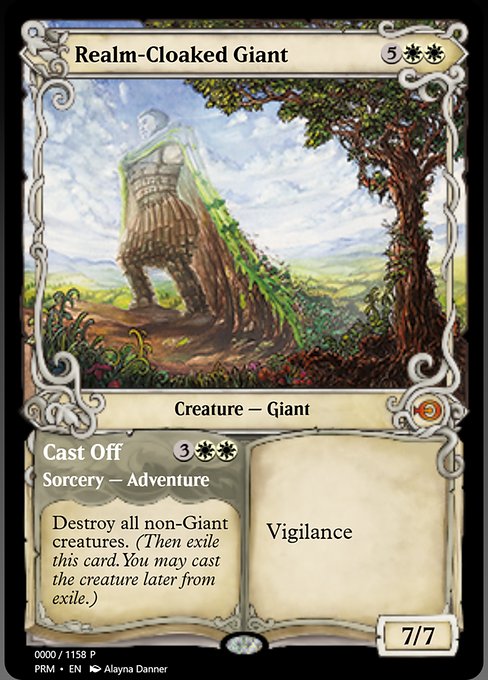 Realm-Cloaked Giant 5
Creature — Giant
Cast Off 3
Sorcery — Adventure
Destroy all non-Giant
creatures. (Then exile
this card.You may cast
the creature later from
exile.)
Vigilance
7/7
0000 / 1158 P
PRM • EN Alayna Danner